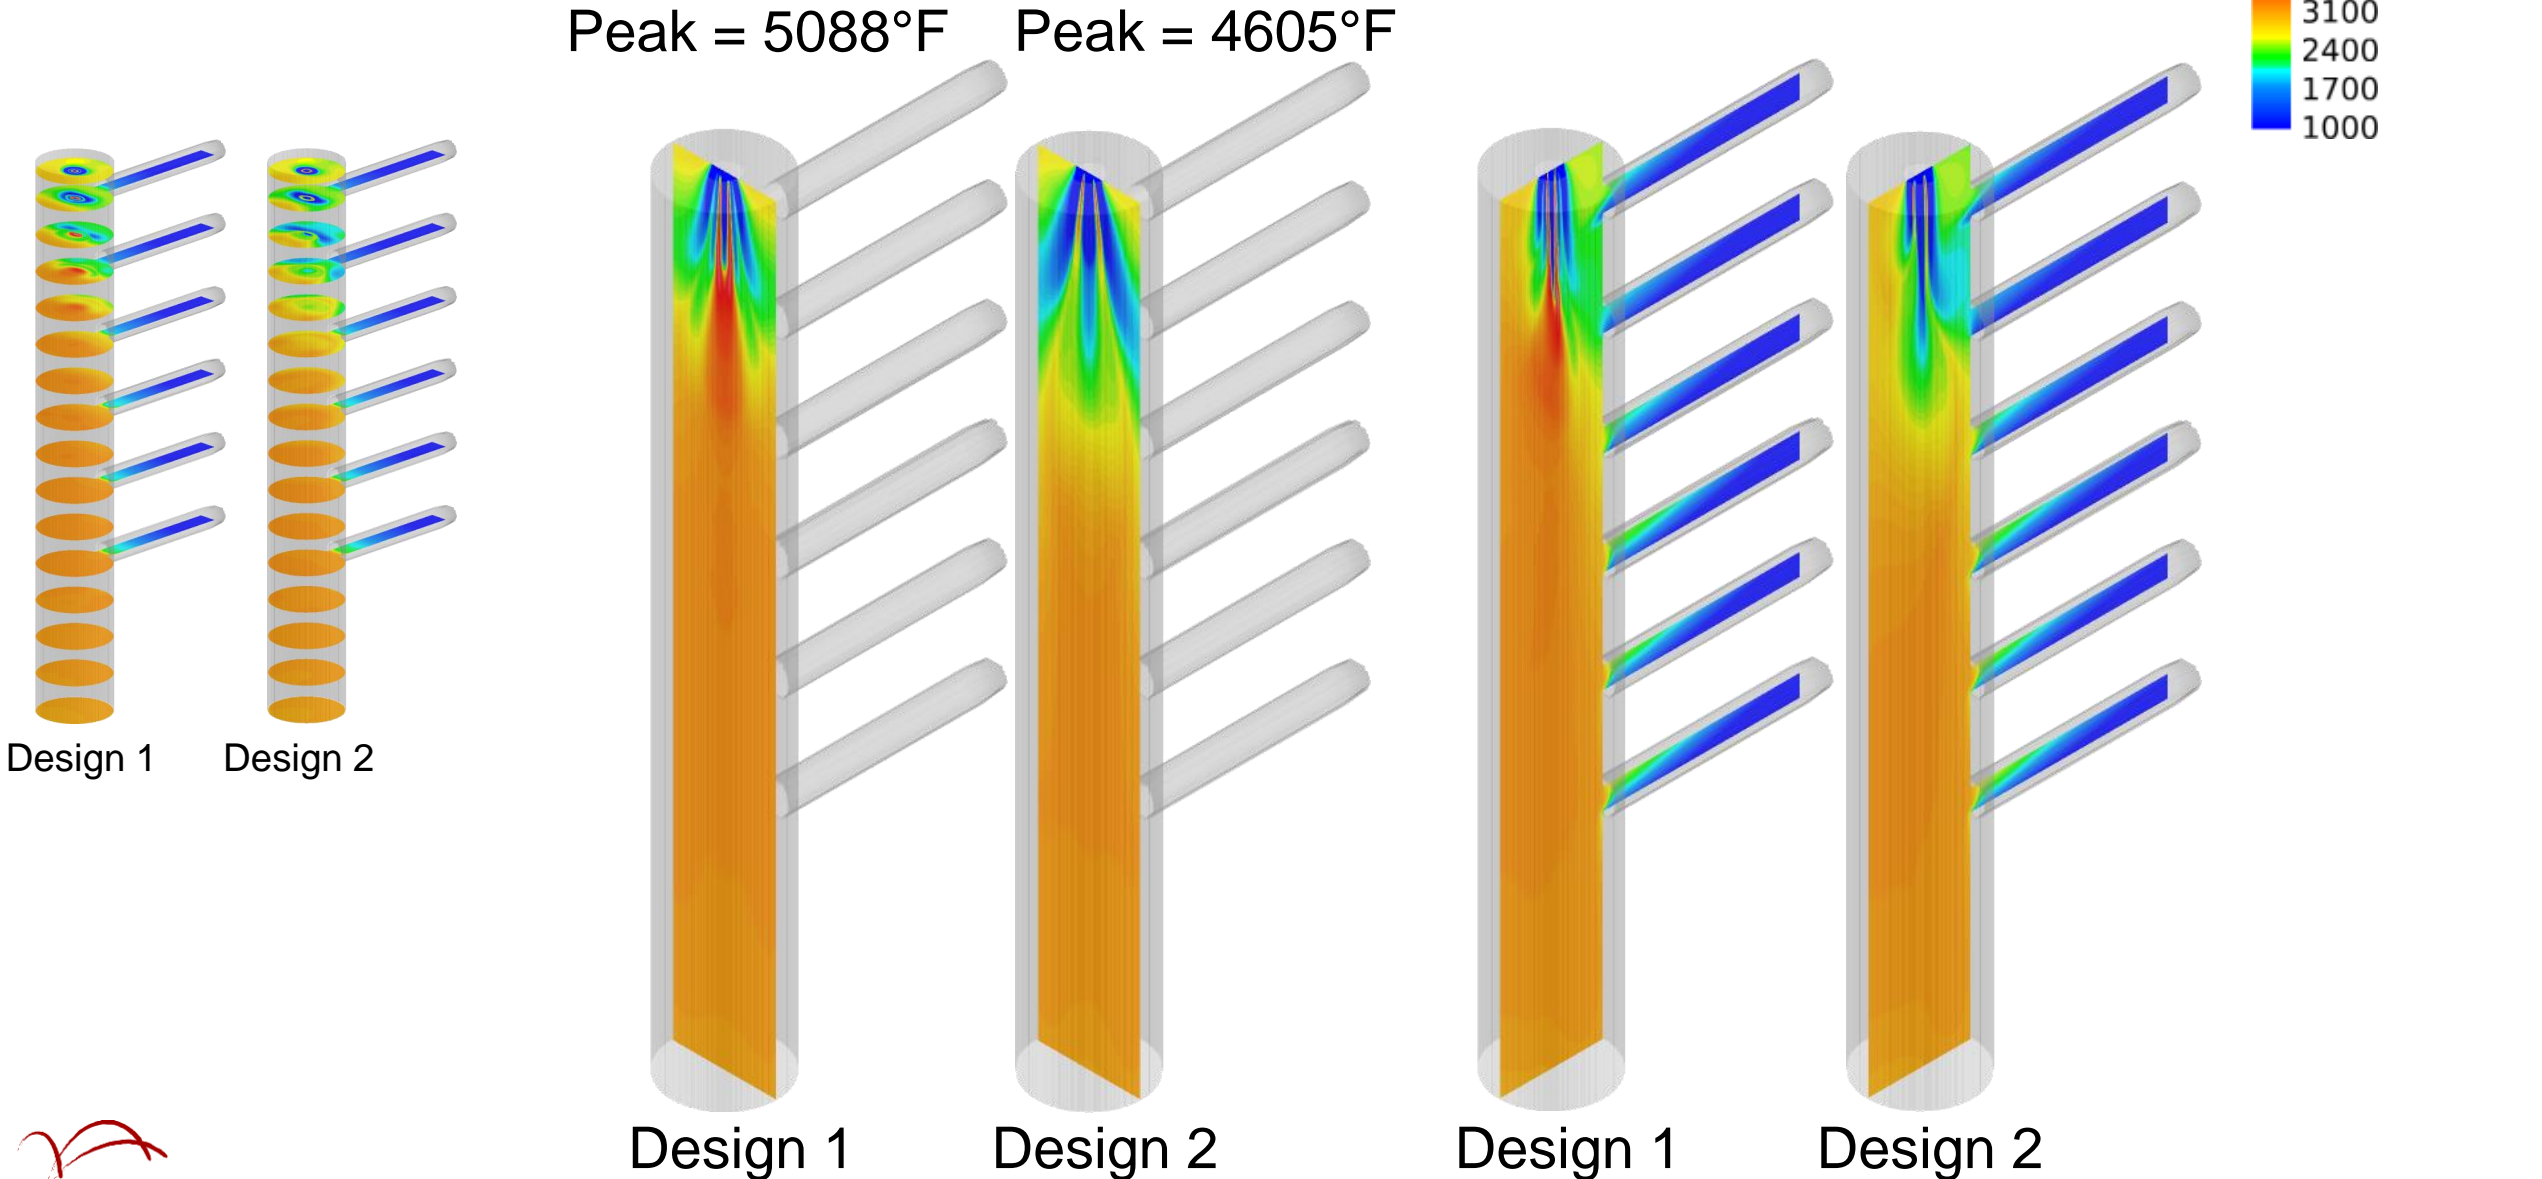 Peak = 5088°F
Peak = 4605°F
3100
2400
1700
1000
Design 1
Design 2
Design 1
Design 2
Design 1
Design 2